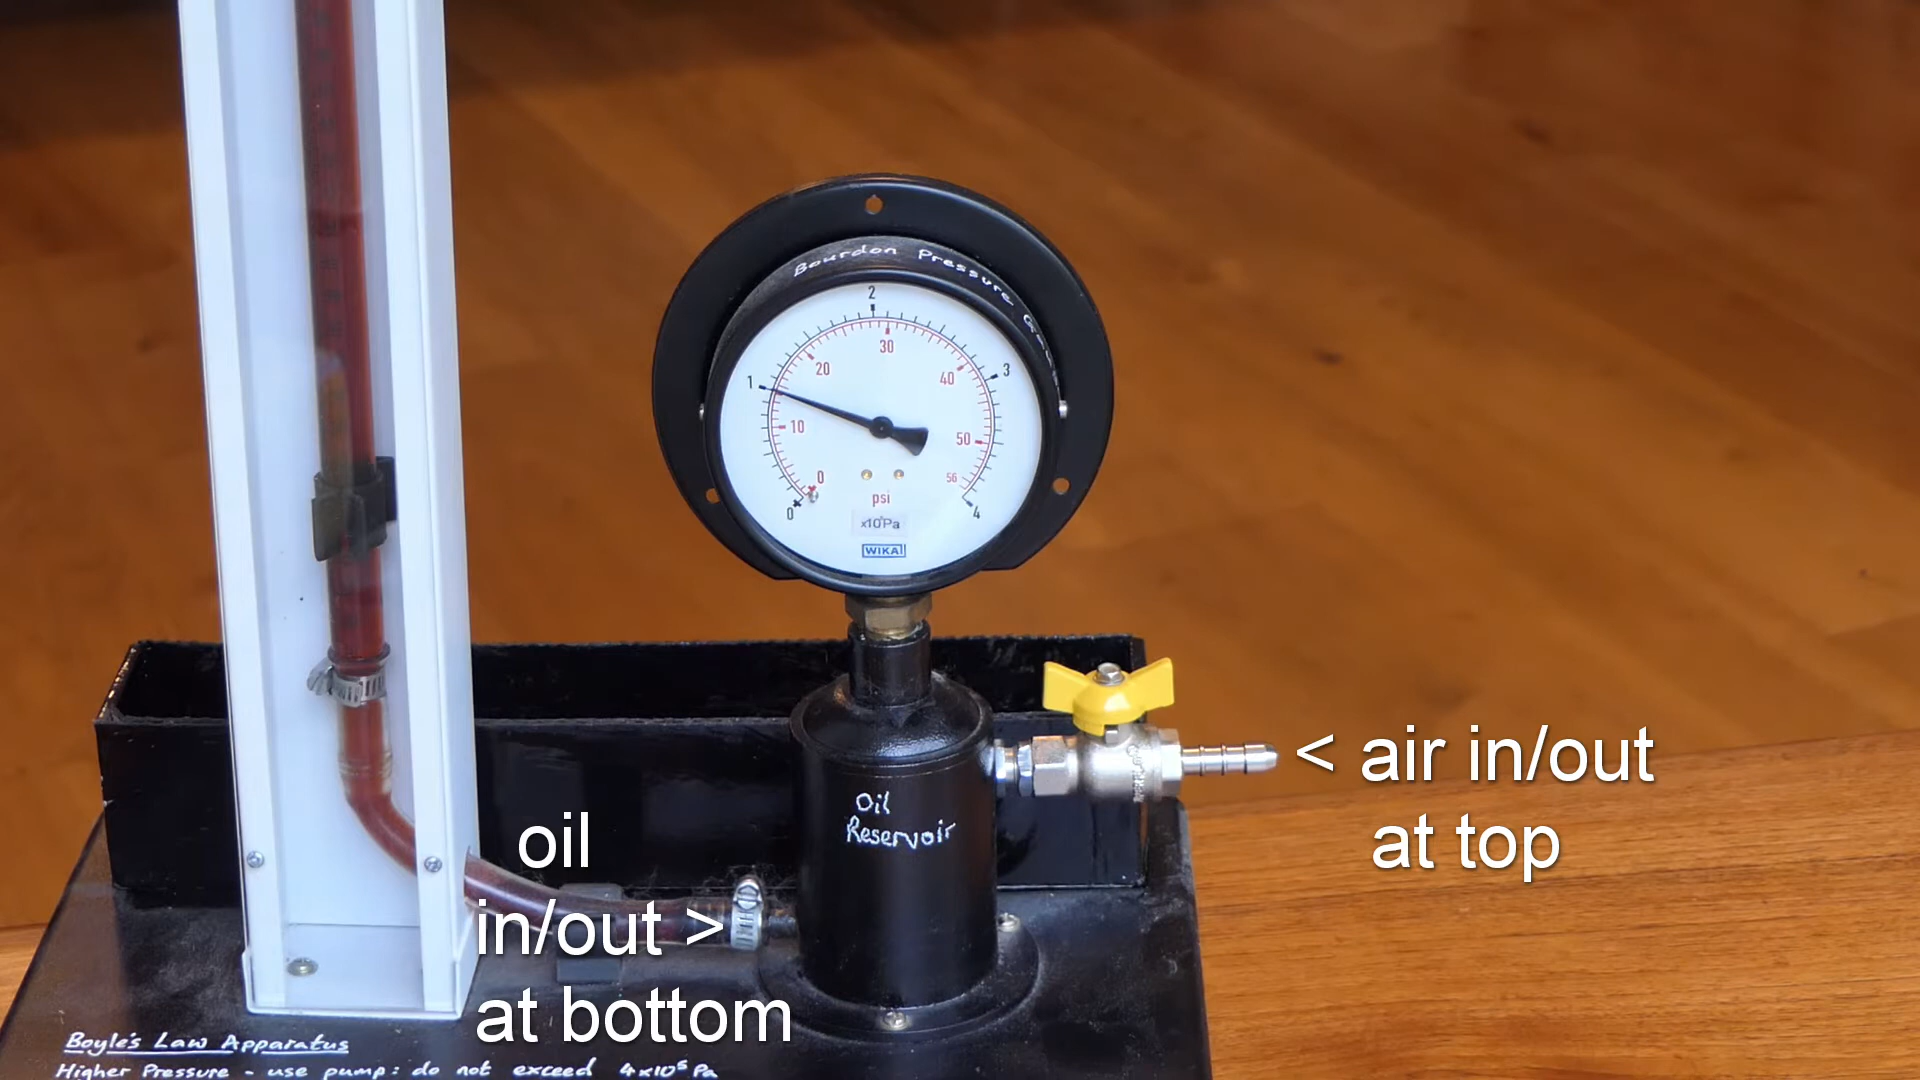 Bourdon Pressure Gauge
2
30
20
1
3
40
10
50
0
56
0
psi
4
x10⁵Pa
WIKA
Oil
Reservoir
< air in/out
at top
oil
in/out >
at bottom
Boyle's Law Apparatus
Higher Pressure - use pump: do not exceed 4x10⁵ Pa